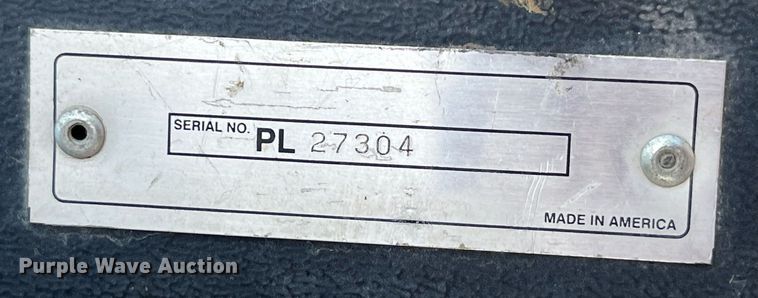 SERIAL NO. PL 27304
MADE IN AMERICA
Purple Wave Auction